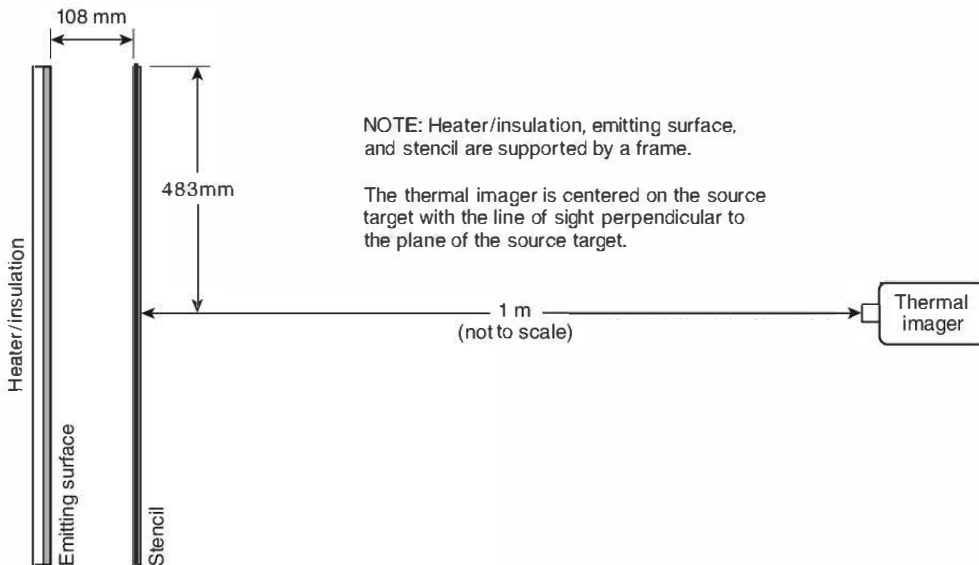 108 mm
NOTE: Heater/insulation, emitting surface,
and stencil are supported by a frame.
483mm
The thermal imager is centered on the source
target with the line of sight perpendicular to
the plane of the source target.
Heater/insulation
1 m
(not to scale)
Thermal
imager
Emitting surface
Stencil